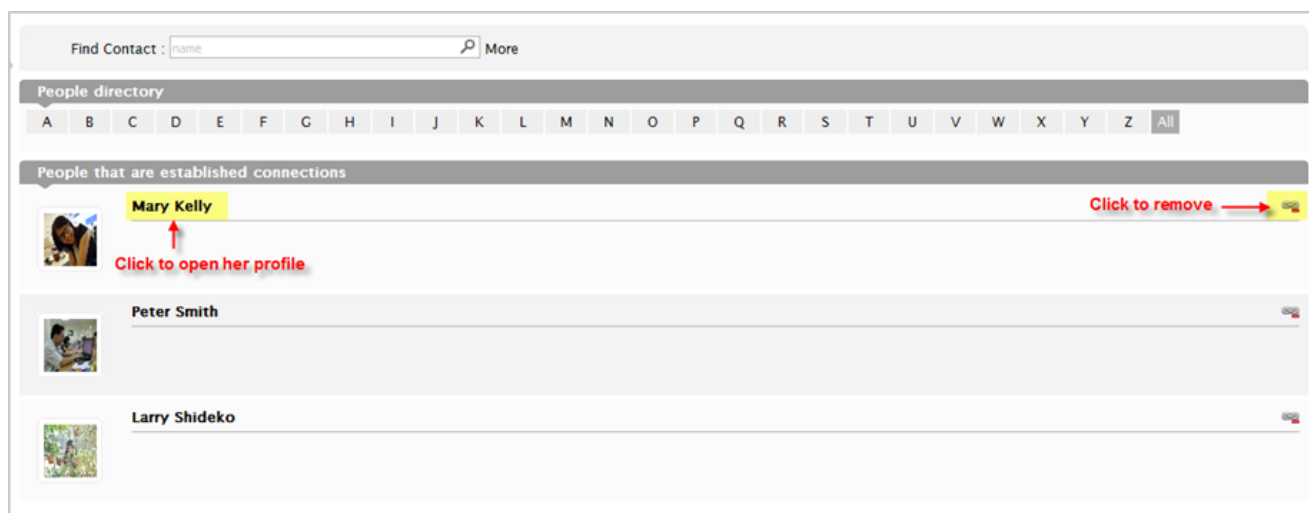 Find Contact : name More
People directory
A B C D E F G H I J K L M N O P Q R S T U V W X Y Z All
People that are established connections
Mary Kelly
Click to remove
Click to open her profile
Peter Smith
Larry Shideko